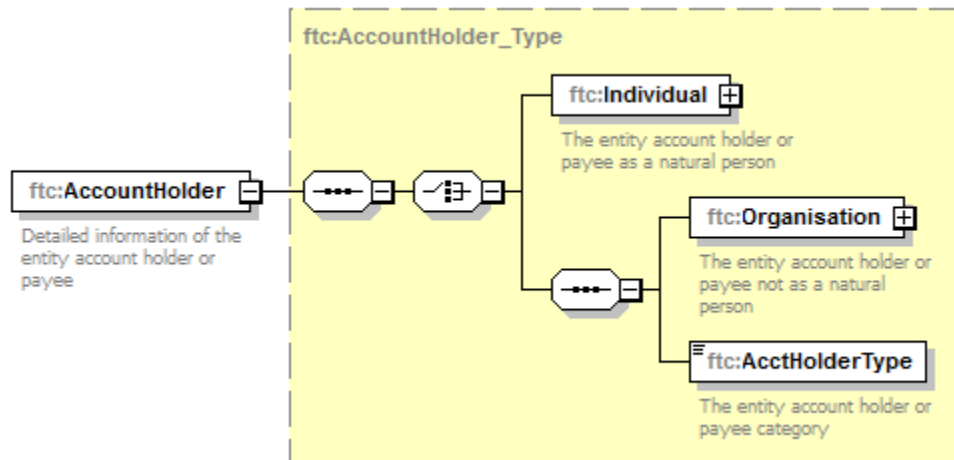 ftc:AccountHolder_Type
ftc:Individual
The entity account holder or
payee as a natural person
ftc:AccountHolder
Detailed information of the
entity account holder or
payee
ftc:Organisation
The entity account holder or
payee not as a natural
person
ftc:AcctHolderType
The entity account holder or
payee category